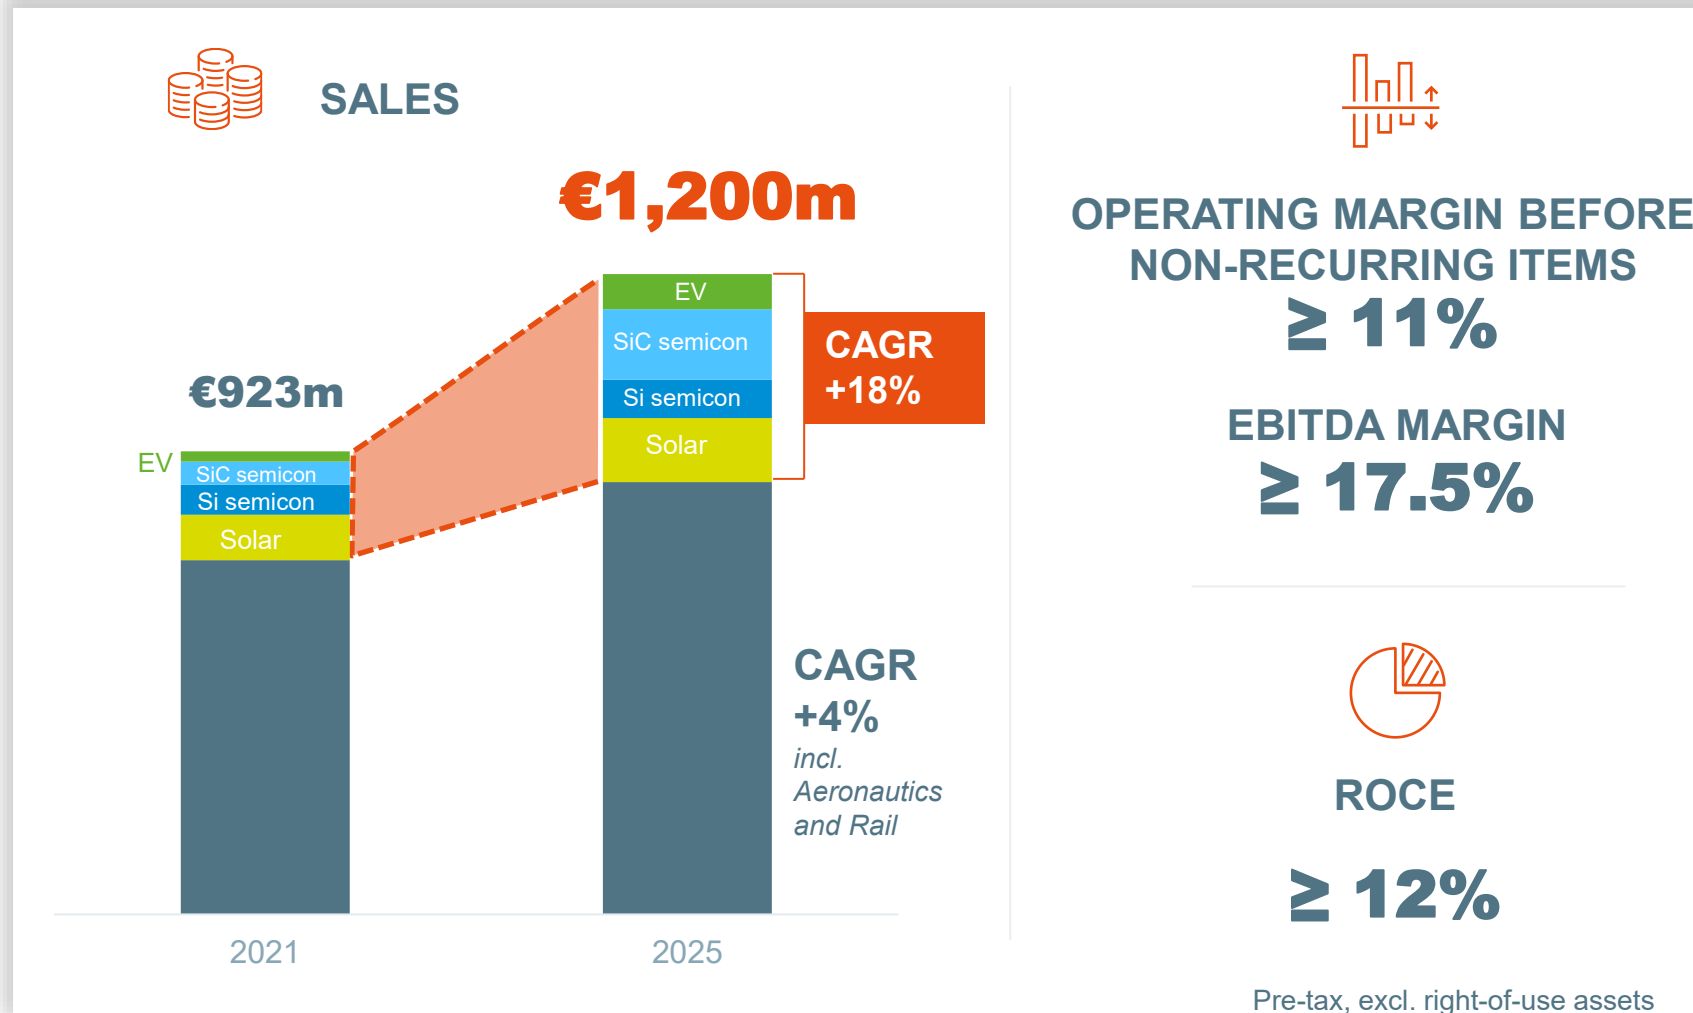 SALES
€1,200m
€923m
EV
SiC semicon
Si semicon
Solar
EV
SiC semicon
Si semicon
Solar
CAGR
+18%
CAGR
+4%
incl.
Aeronautics
and Rail
2021
2025
OPERATING MARGIN BEFORE
NON-RECURRING ITEMS
≥ 11%
EBITDA MARGIN
≥ 17.5%
ROCE
≥ 12%
Pre-tax, excl. right-of-use assets